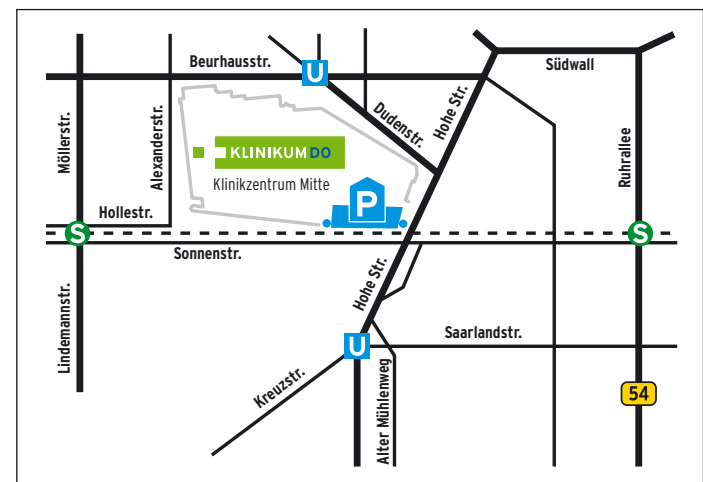 Beurhausstr.
U
Südwall
Möllerstr.
Alexanderstr.
Dudenstr.
Hohe Str.
Ruhrallee
KLINIKUMDO
Klinikzentrum Mitte
P
Hollestr.
S
S
Sonnenstr.
Hohe Str.
Lindemannstr.
U
Saarlandstr.
Kreuzstr.
Alter Mühlenweg
54